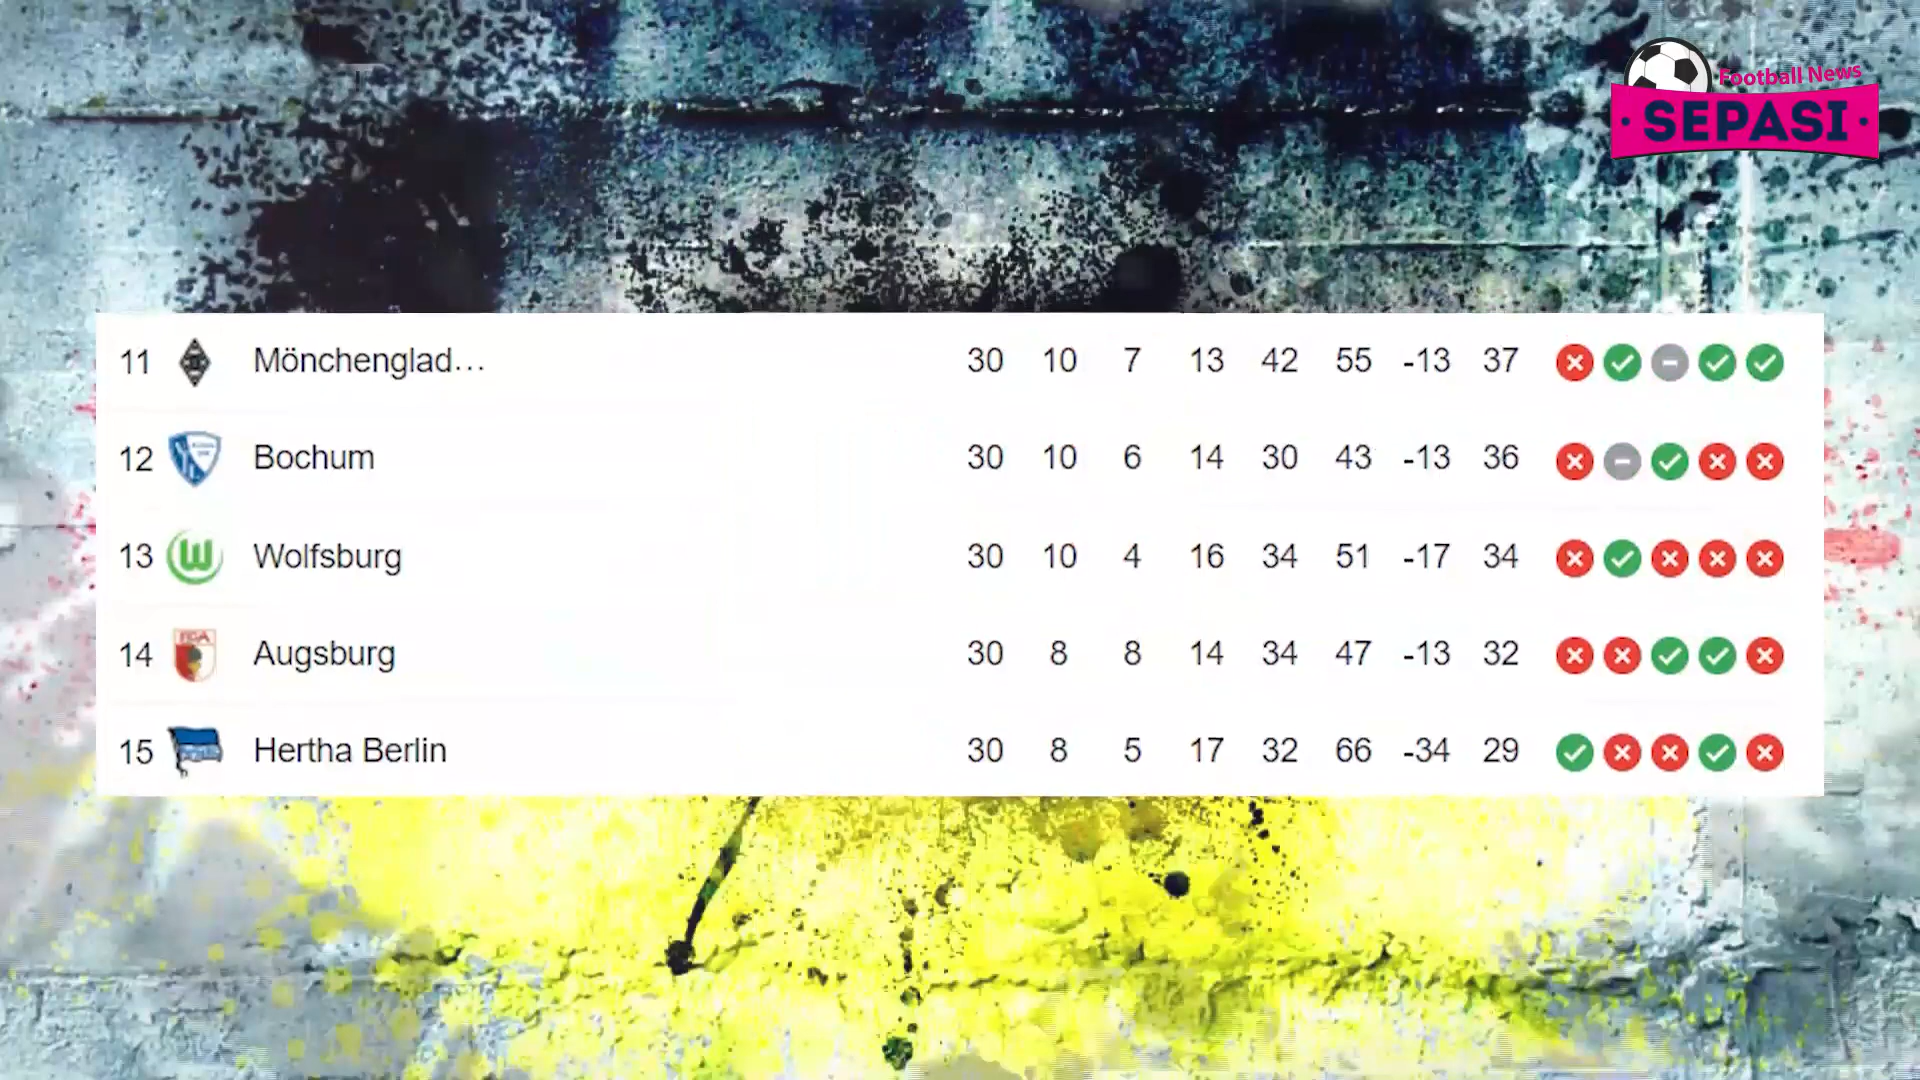 Football News
SEPASI
11 Mönchenglad... 30 10 7 13 42 55 -13 37
12 Bochum 30 10 6 14 30 43 -13 36
13 Wolfsburg 30 10 4 16 34 51 -17 34
14 Augsburg 30 8 8 14 34 47 -13 32
15 Hertha Berlin 30 8 5 17 32 66 -34 29